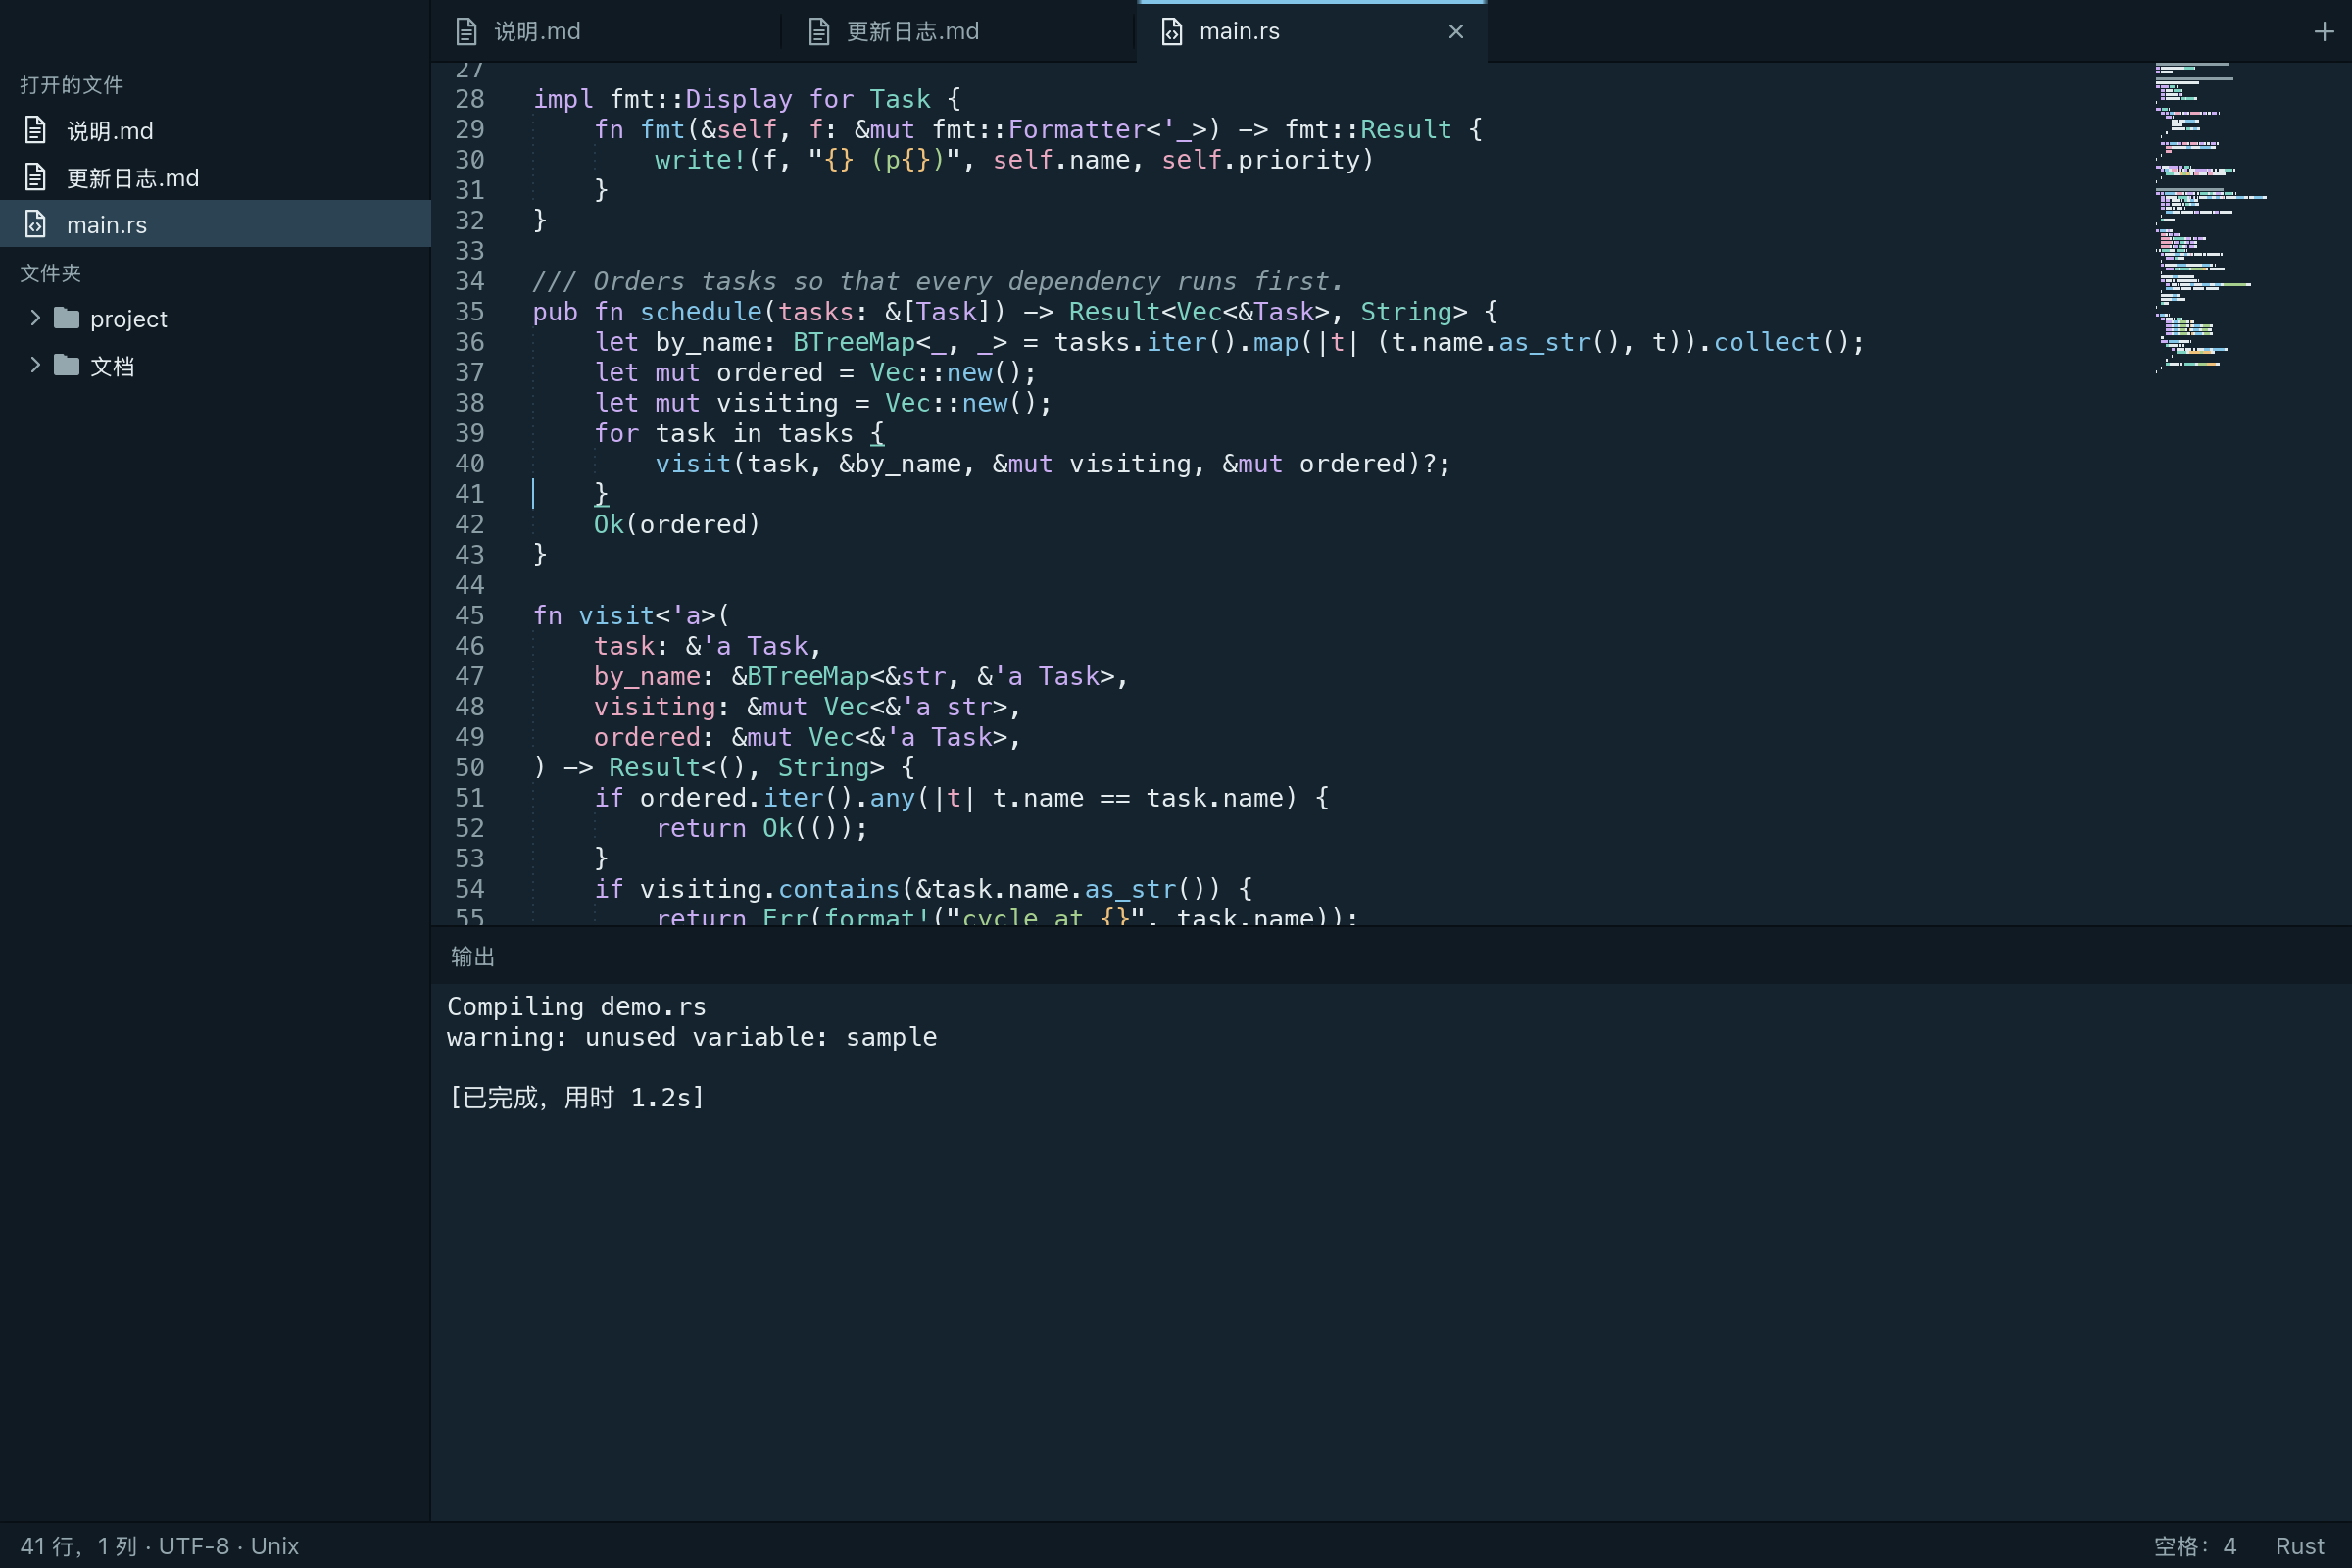 说明.md
更新日志.md
main.rs
打开的文件
说明.md
更新日志.md
main.rs
文件夹
project
文档
27
28 impl fmt::Display for Task {
29     fn fmt(&self, f: &mut fmt::Formatter<'_>) -> fmt::Result {
30         write!(f, "{} (p{})", self.name, self.priority)
31     }
32 }
33
34 /// Orders tasks so that every dependency runs first.
35 pub fn schedule(tasks: &[Task]) -> Result<Vec<&Task>, String> {
36     let by_name: BTreeMap<_, _> = tasks.iter().map(|t| (t.name.as_str(), t)).collect();
37     let mut ordered = Vec::new();
38     let mut visiting = Vec::new();
39     for task in tasks {
40         visit(task, &by_name, &mut visiting, &mut ordered)?;
41     }
42     Ok(ordered)
43 }
44
45 fn visit<'a>(
46     task: &'a Task,
47     by_name: &BTreeMap<&str, &'a Task>,
48     visiting: &mut Vec<&'a str>,
49     ordered: &mut Vec<&'a Task>,
50 ) -> Result<(), String> {
51     if ordered.iter().any(|t| t.name == task.name) {
52         return Ok(());
53     }
54     if visiting.contains(&task.name.as_str()) {
55         return Err(format!("cycle at {}", task.name));
输出
Compiling demo.rs
warning: unused variable: sample
[已完成，用时 1.2s]
41 行，1 列 · UTF-8 · Unix
空格：4
Rust